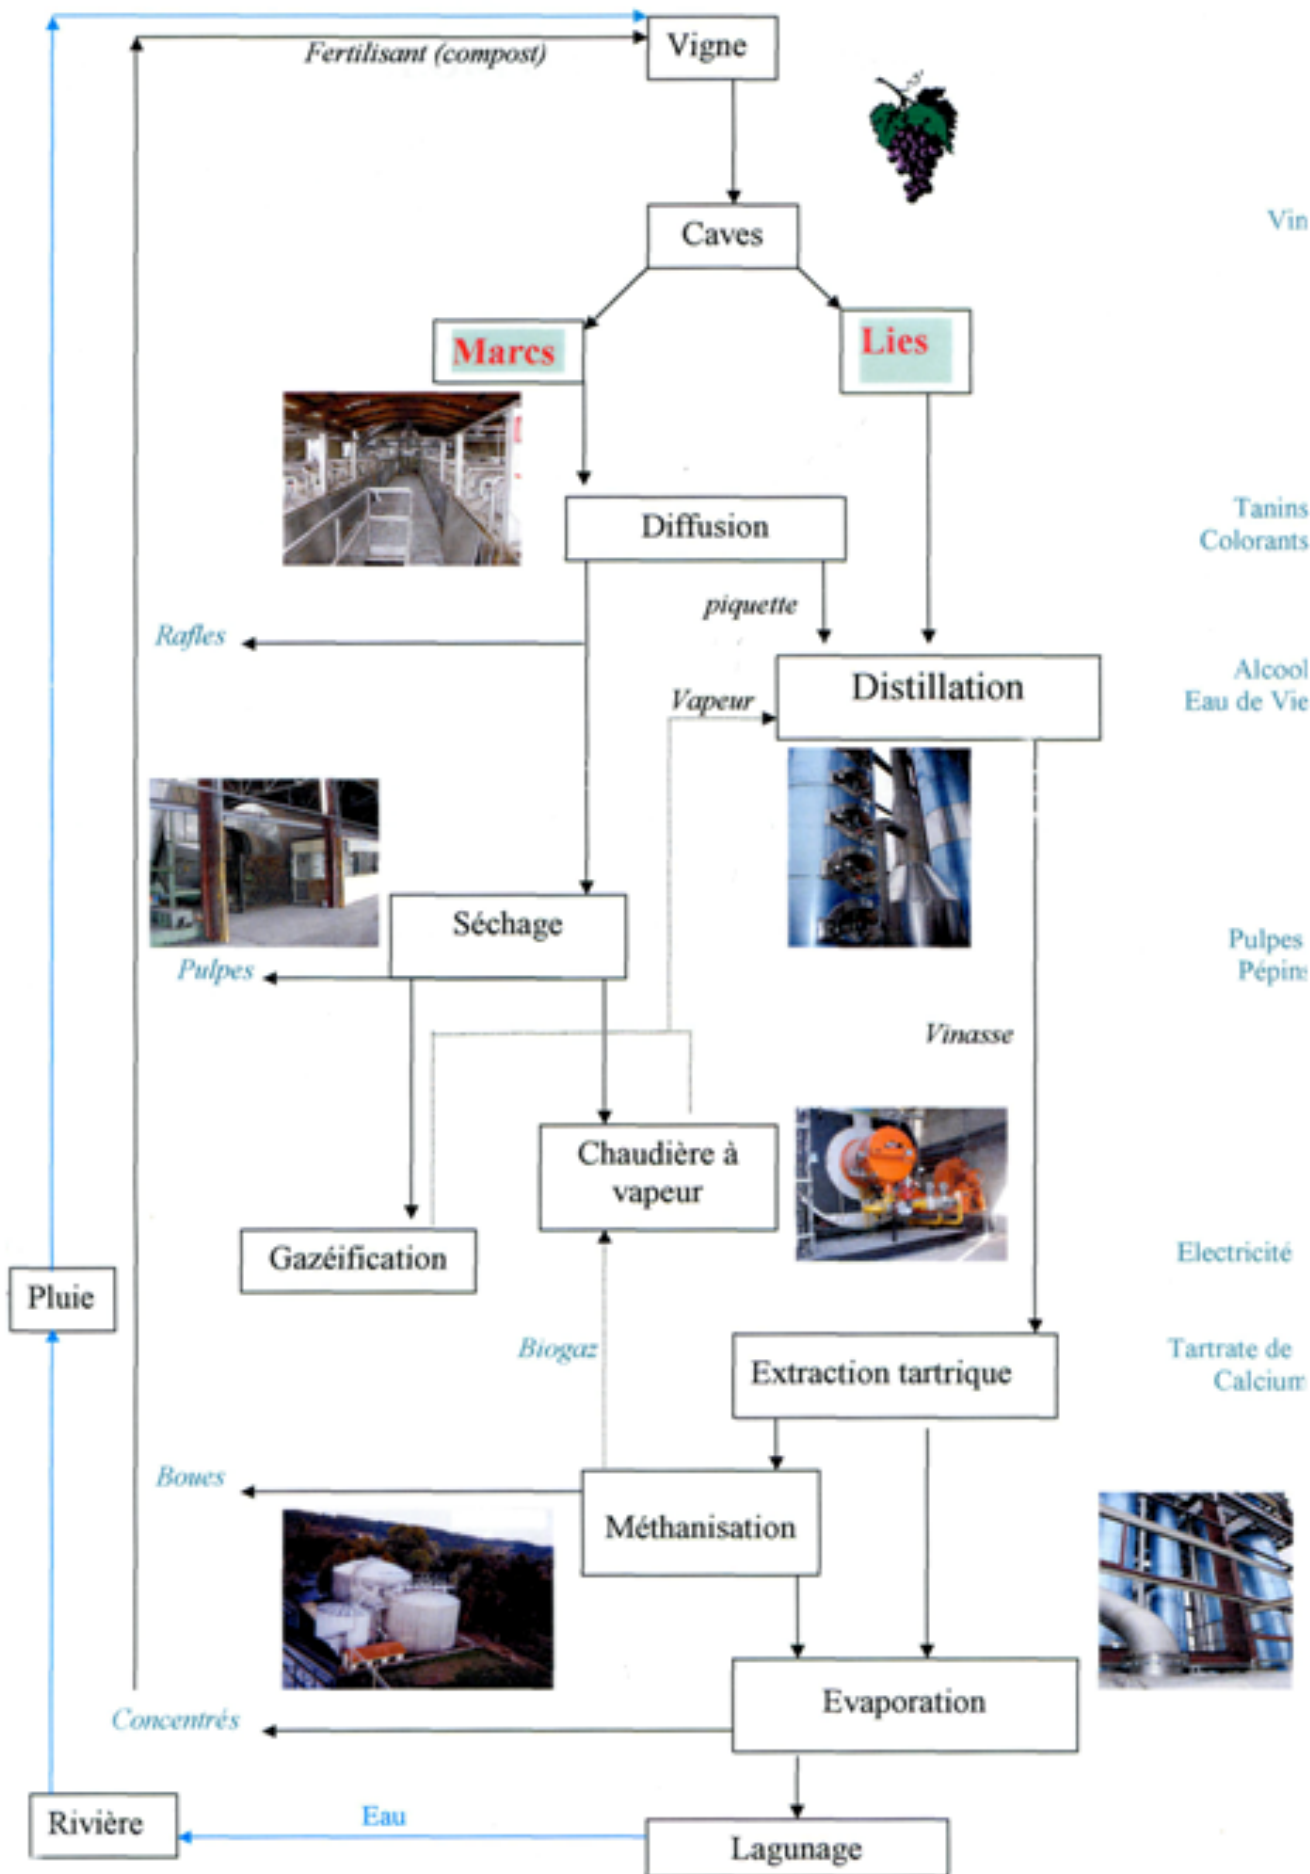 Vigne
Fertilisant (compost)
Caves
Vin
Marcs
Lies
Diffusion
Tanins
Colorants
piquette
Rafles
Distillation
Alcool
Eau de Vie
Vapeur
Séchage
Pulpes
Pulpes
Pépins
Vinasse
Chaudière à
vapeur
Gazéification
Electricité
Pluie
Biogaz
Extraction tartrique
Tartrate de
Calcium
Boues
Méthanisation
Evaporation
Concentrés
Rivière
Eau
Lagunage